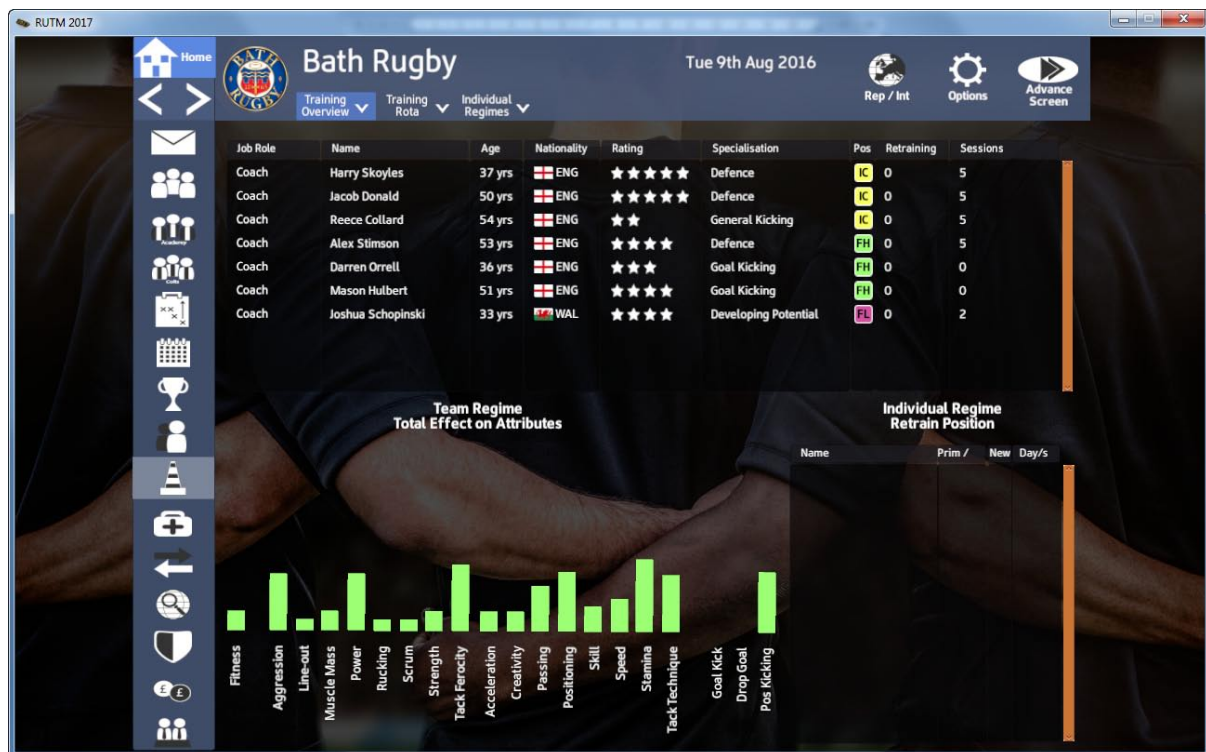 RUTM 2017
Home
BATH
RUGBY
Bath Rugby
Tue 9th Aug 2016
Rep / Int
Options
Advance
Screen
Training
Overview
Training
Rota
Individual
Regimes
Job Role Name Age Nationality Rating Specialisation Pos Retraining Sessions
Coach Harry Skoyles 37 yrs ENG Defence IC 0 5
Coach Jacob Donald 50 yrs ENG Defence IC 0 5
Coach Reece Collard 54 yrs ENG General Kicking IC 0 5
Coach Alex Stimson 53 yrs ENG Defence FH 0 5
Coach Darren Orrell 36 yrs ENG Goal Kicking FH 0 0
Coach Mason Hulbert 51 yrs ENG Goal Kicking FH 0 0
Coach Joshua Schopinski 33 yrs WAL Developing Potential FL 0 2
Academy
Colts
Team Regime
Total Effect on Attributes
Individual Regime
Retrain Position
Name Prim / New Day/s
Fitness
Aggression
Line-out
Muscle Mass
Power
Rucking
Scrum
Strength
Tack Ferocity
Acceleration
Creativity
Passing
Positioning
Skill
Speed
Stamina
Tack Technique
Goal Kick
Drop Goal
Pos Kicking
£ £